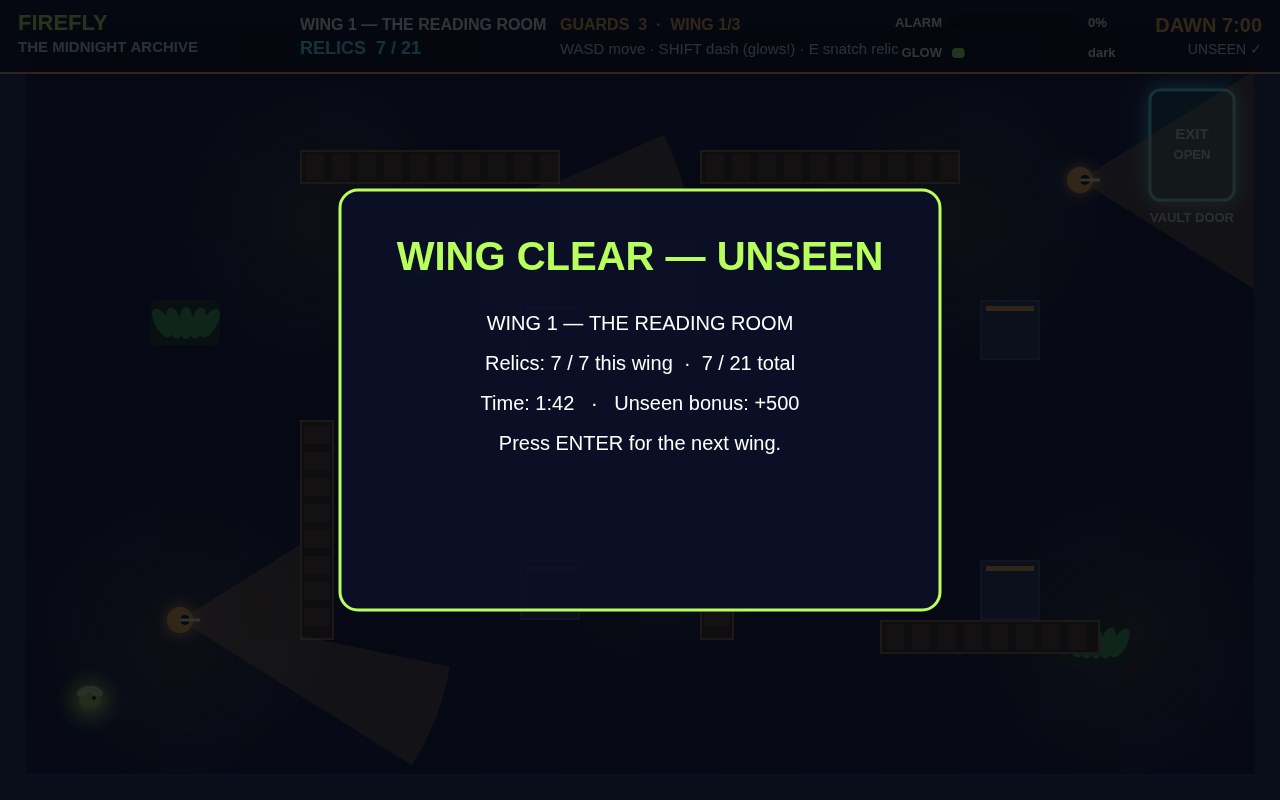 FIREFLY
THE MIDNIGHT ARCHIVE
WING 1 — THE READING ROOM
RELICS 7 / 21
GUARDS 3 · WING 1/3
WASD move · SHIFT dash (glows!) · E snatch relic
ALARM 0%
GLOW dark
DAWN 7:00
UNSEEN ✓
EXIT
OPEN
VAULT DOOR
WING CLEAR — UNSEEN
WING 1 — THE READING ROOM
Relics: 7 / 7 this wing · 7 / 21 total
Time: 1:42 · Unseen bonus: +500
Press ENTER for the next wing.